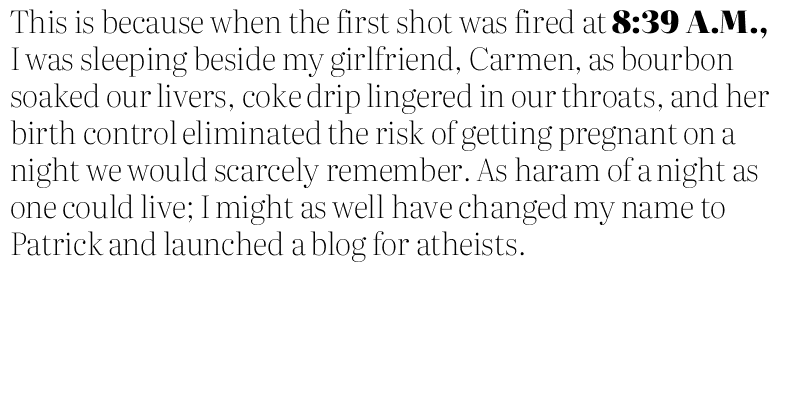 This is because when the first shot was fired at 8:39 A.M.,
I was sleeping beside my girlfriend, Carmen, as bourbon
soaked our livers, coke drip lingered in our throats, and her
birth control eliminated the risk of getting pregnant on a
night we would scarcely remember. As haram of a night as
one could live; I might as well have changed my name to
Patrick and launched a blog for atheists.